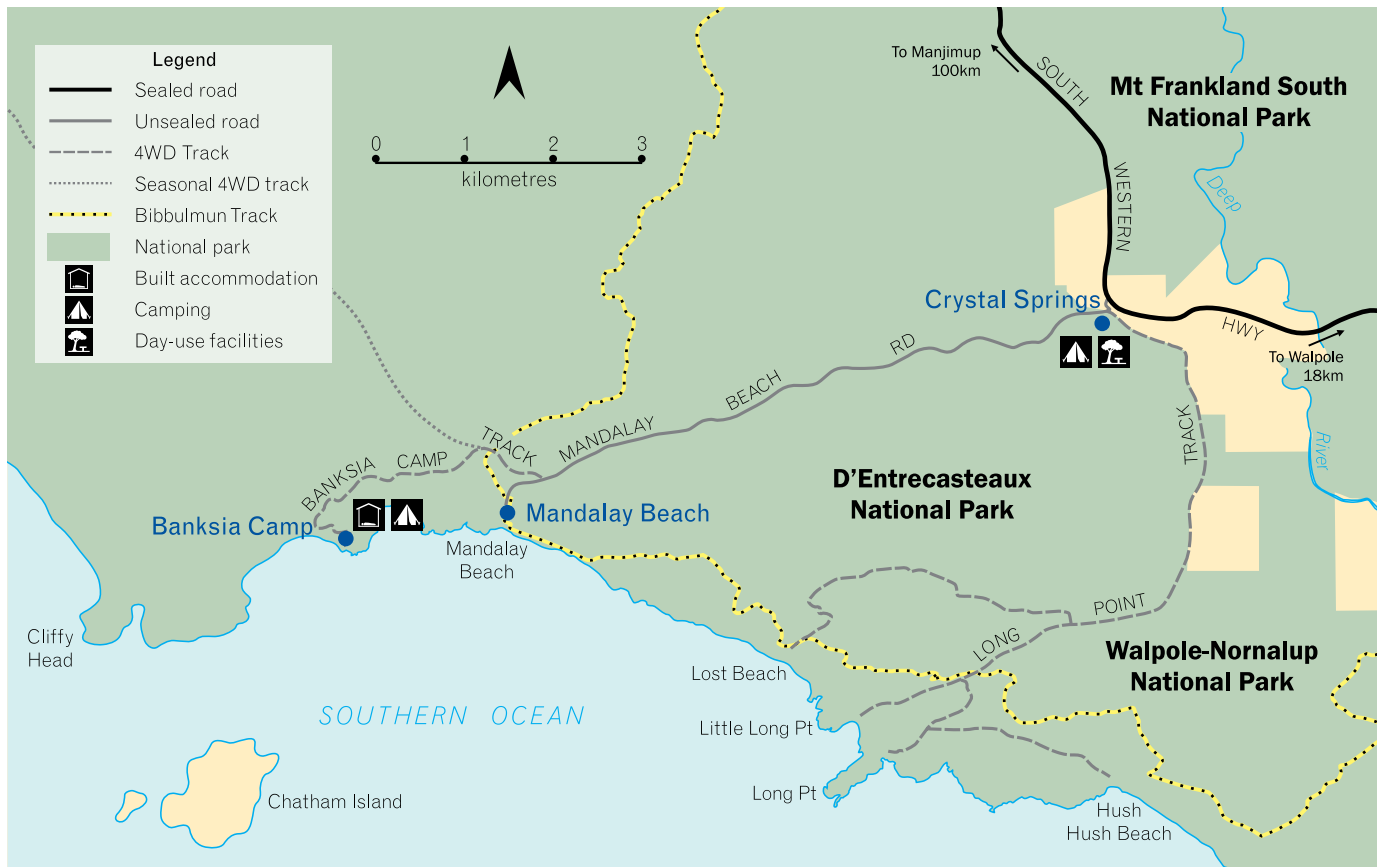 Legend
Sealed road
Unsealed road
4WD Track
Seasonal 4WD track
Bibbulmun Track
National park
Built accommodation
Camping
Day-use facilities
0 1 2 3
kilometres
To Manjimup
100km
SOUTH
WESTERN
HWY
Mt Frankland South
National Park
Deep
River
Crystal Springs
To Walpole
18km
MANDALAY BEACH RD
BANKSIA CAMP TRACK
Banksia Camp
Mandalay Beach
Mandalay
Beach
D'Entrecasteaux
National Park
LONG POINT TRACK
Walpole-Nornalup
National Park
Cliffy
Head
Lost Beach
SOUTHERN OCEAN
Little Long Pt
Long Pt
Chatham Island
Hush
Hush Beach